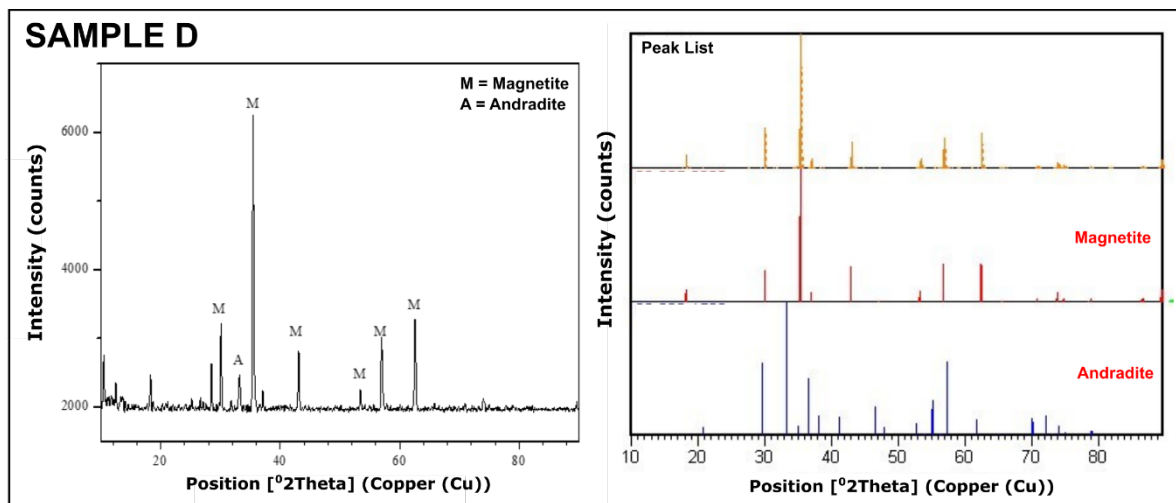 SAMPLE D
M = Magnetite
A = Andradite
Intensity (counts)
6000
4000
2000
M
M
A
M
M
M
M
20
40
60
80
Position [⁰2Theta] (Copper (Cu))
Peak List
Intensity (counts)
Magnetite
Andradite
10
20
30
40
50
60
70
80
Position [⁰2Theta] (Copper (Cu))